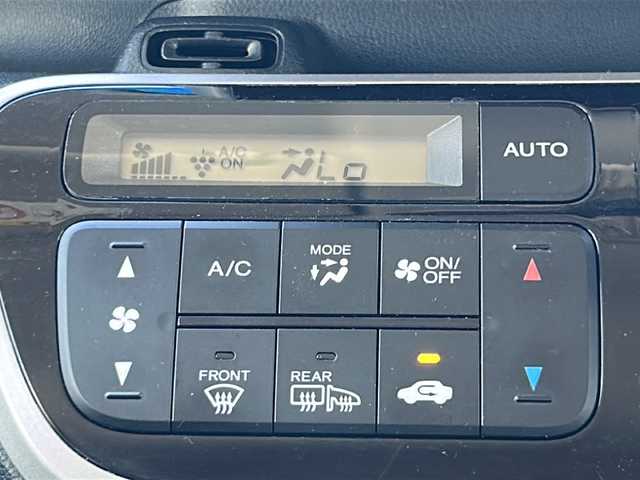 A/C
ON
Lo
AUTO
A/C
MODE
ON/
OFF
FRONT
REAR